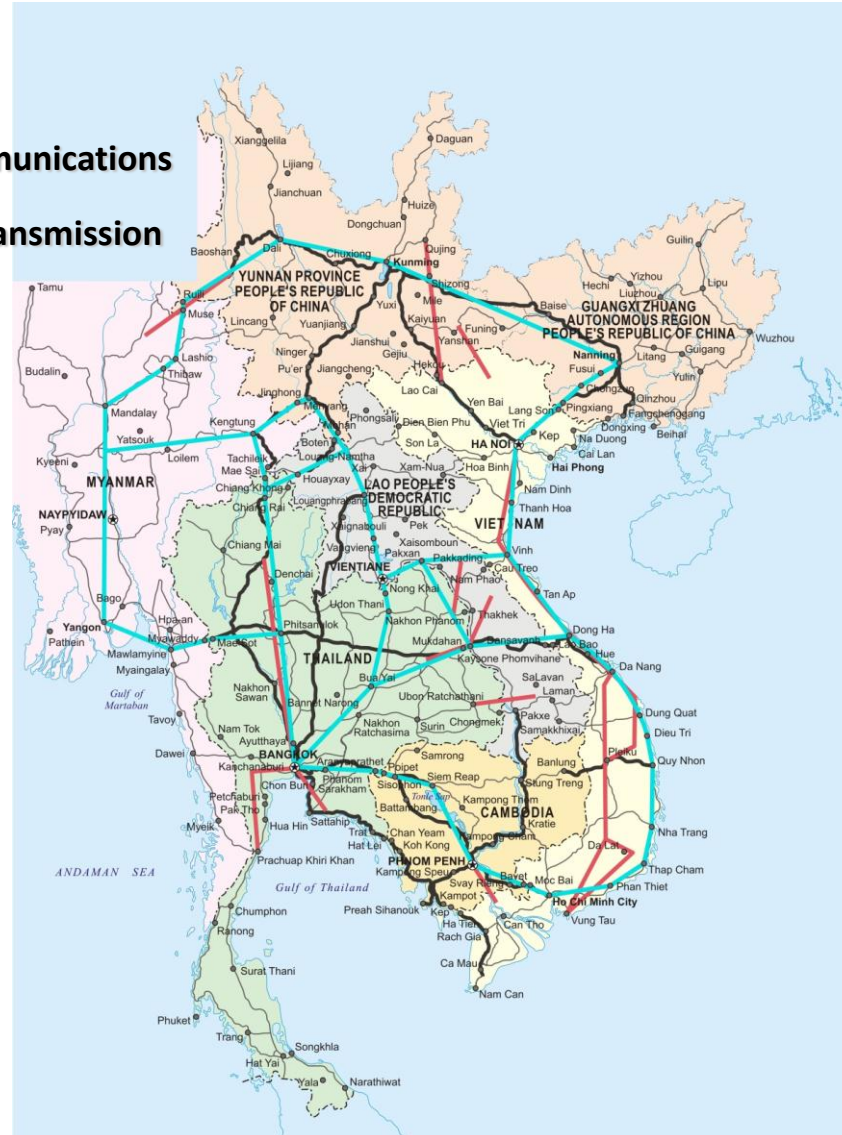 munications
ansmission
Xianggelila
Lijiang
Jianchuan
Daguan
Huize
Dongchuan
Qujing
Baoshan
Dali
Chuxiong
Kunming
Shizong
Guilin
Yizhou
Hechi
Lipu
Liuzhou
Baise
Wuzhou
Tamu
Ruili
Muse
YUNNAN PROVINCE
PEOPLE'S REPUBLIC
OF CHINA
GUANGXI ZHUANG
AUTONOMOUS REGION
PEOPLE'S REPUBLIC OF CHINA
Lincang
Yuxi
Yuanjiang
Mile
Kaiyuan
Funing
Yanshan
Jianshui
Gejiu
Hekou
Nanning
Fusui
Litang
Guigang
Yulin
Chongzuo
Qinzhou
Pingxiang
Fangchenggang
Dongxing
Beihai
Lashio
Thibaw
Budalin
Mandalay
Ninger
Pu'er
Jiangcheng
Jinghong
Lao Cai
Yen Bai
Lang Son
Viet Tri
Kep
HA NOI
Na Duong
Cai Lan
Hai Phong
Yatsouk
Kengtung
Loilem
Kyeeni
MYANMAR
NAYPYIDAW
Pyay
Mohan
Boten
Phongsali
Dien Bien Phu
Son La
Hoa Binh
Tachileik
Mae Sai
Louang-Namtha
Xai
Xam-Nua
Chiang Khong
Houayxay
Chiang Rai
Louangphrabang
LAO PEOPLE'S
DEMOCRATIC
REPUBLIC
Nam Dinh
Thanh Hoa
VIET NAM
Xaignabouli
Pek
Vangvieng
Xaisomboun
Pakxan
Pakkading
Vinh
Chiang Mai
VIENTIANE
Nong Khai
Nam Phao
Cau Treo
Denchai
Udon Thani
Nakhon Phanom
Thakhek
Tan Ap
Bago
Yangon
Pathein
Hpa-an
Myawaddy
Mae Sot
Mawlamyine
Myaingalay
Phitsanulok
Mukdahan
Dansavanh
Lao Bao
Kaysone Phomvihane
Dong Ha
Hue
Da Nang
THAILAND
Bua Yai
Gulf of
Martaban
Tavoy
Nakhon
Sawan
Bannet Narong
Ubon Ratchathani
SaLavan
Laman
Nakhon
Ratchasima
Surin
Chongmek
Pakxe
Samakkhixai
Dung Quat
Dieu Tri
Dawei
Nam Tok
Ayutthaya
BANGKOK
Kanchanaburi
Aranyaprathet
Poipet
Samrong
Banlung
Pleiku
Quy Nhon
Chon Buri
Phanom
Sarakham
Sisophon
Siem Reap
Stung Treng
Petchaburi
Pak Tho
Battambang
Tonle Sap
Kampong Thom
CAMBODIA
Kratie
Myeik
Hua Hin
Sattahip
Trat
Hat Lei
Chan Yeam
Koh Kong
Kampong Cham
Da Lat
Nha Trang
Prachuap Khiri Khan
PHNOM PENH
Kampong Speu
Bavet
Moc Bai
Thap Cham
ANDAMAN SEA
Gulf of Thailand
Svay Rieng
Kampot
Phan Thiet
Preah Sihanouk
Kep
Ha Tien
Rach Gia
Can Tho
Ho Chi Minh City
Vung Tau
Chumphon
Ranong
Ca Mau
Nam Can
Surat Thani
Phuket
Trang
Songkhla
Hat Yai
Yala
Narathiwat